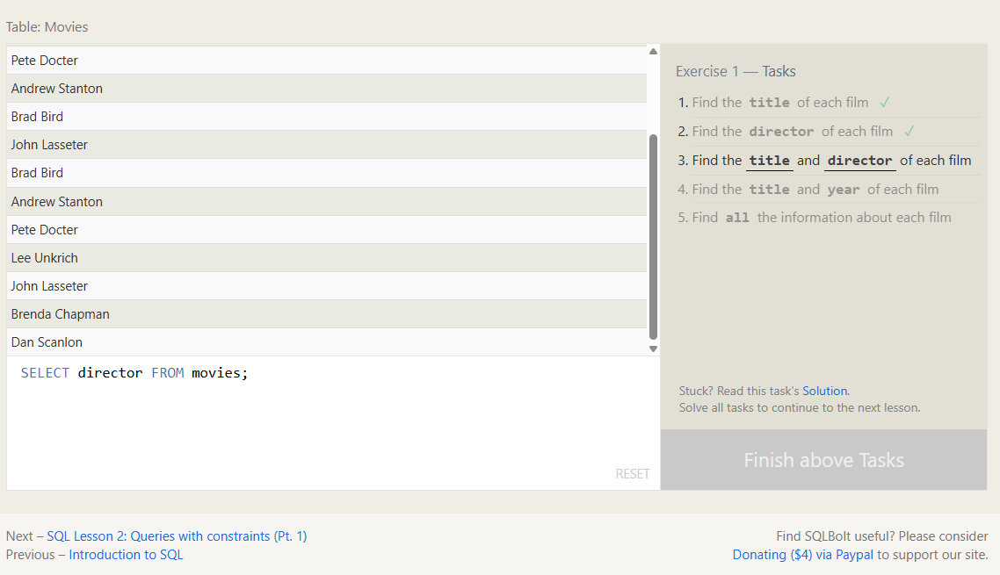 Table: Movies
Pete Docter
Andrew Stanton
Brad Bird
John Lasseter
Brad Bird
Andrew Stanton
Pete Docter
Lee Unkrich
John Lasseter
Brenda Chapman
Dan Scanlon
SELECT director FROM movies;
RESET
Exercise 1 — Tasks
1. Find the title of each film ✓
2. Find the director of each film ✓
3. Find the title and director of each film
4. Find the title and year of each film
5. Find all the information about each film
Stuck? Read this task's Solution.
Solve all tasks to continue to the next lesson.
Finish above Tasks
Next – SQL Lesson 2: Queries with constraints (Pt. 1)
Previous – Introduction to SQL
Find SQLBolt useful? Please consider
Donating ($4) via Paypal to support our site.